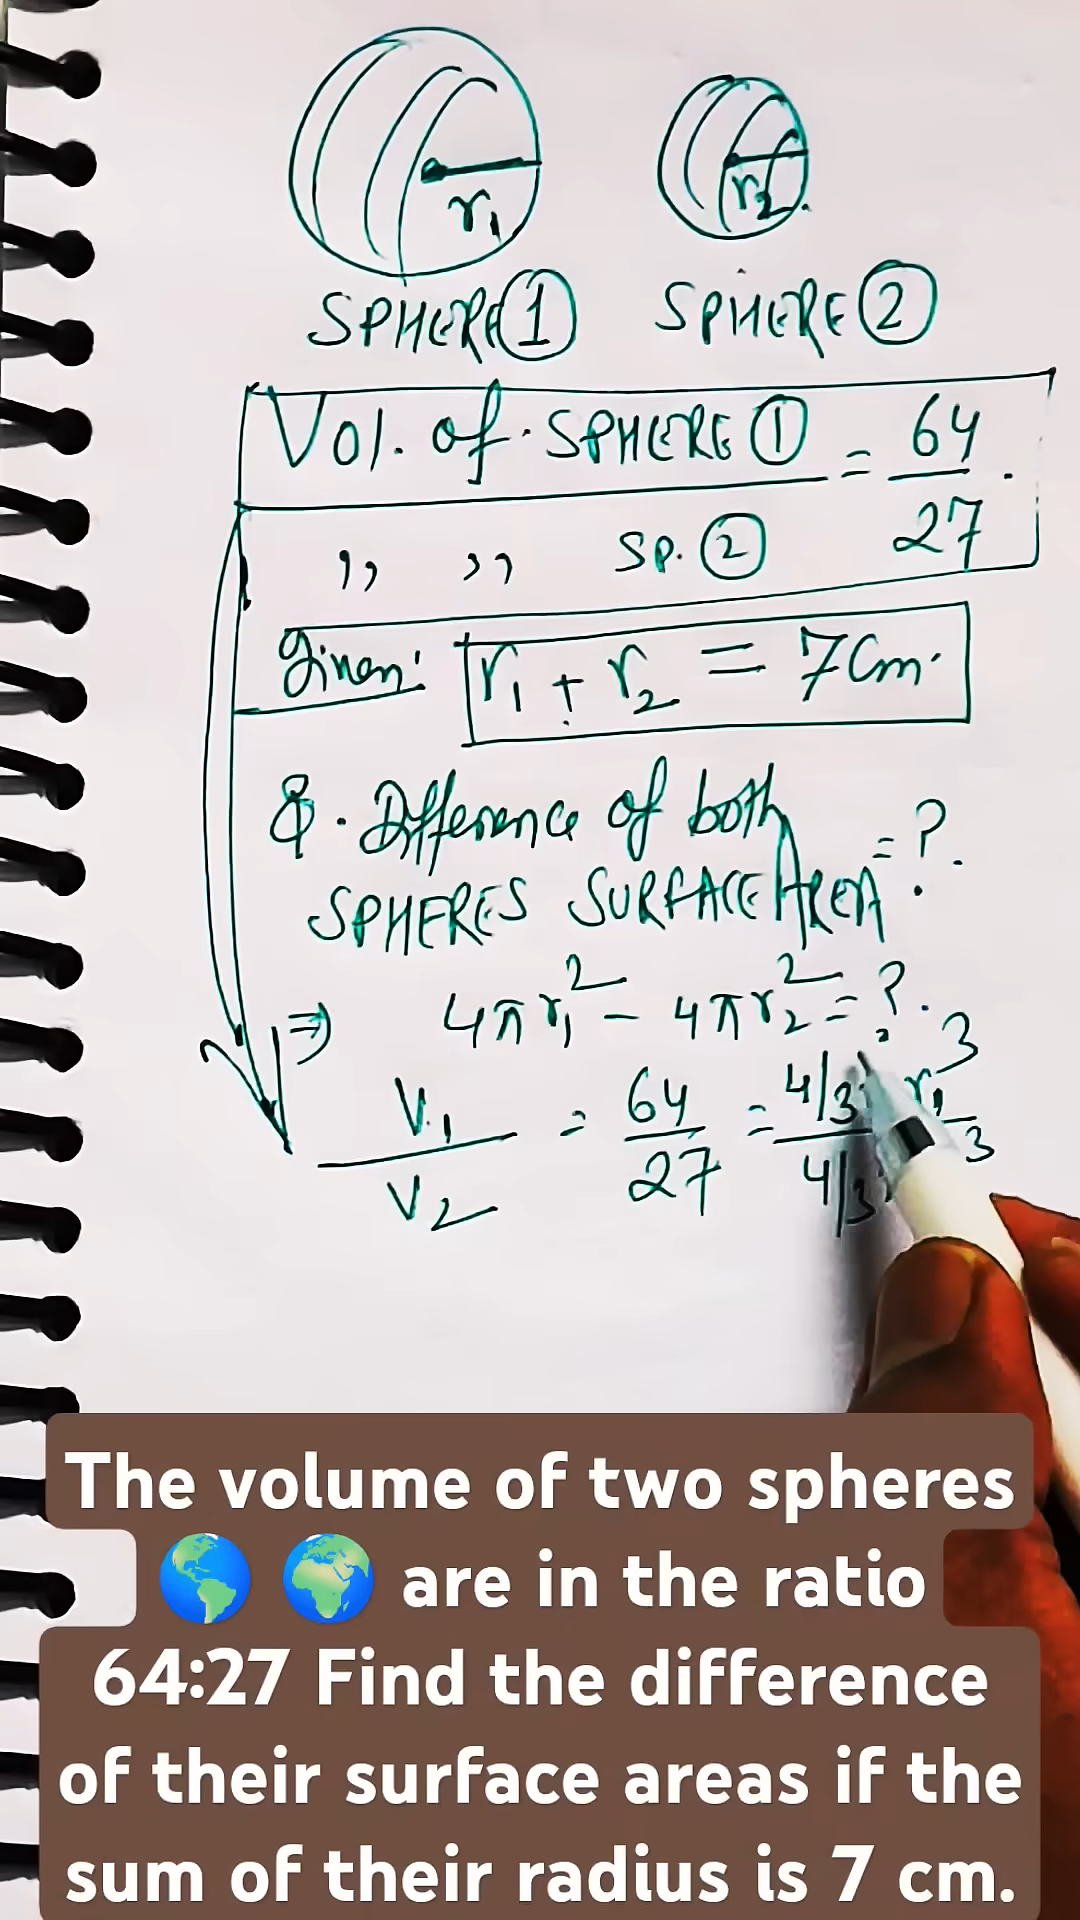 r₁
r₂
SPHERE ①
SPHERE ②
Vol. of SPHERE ① = 64
,, ,, SP. ② 27
Given: r₁ + r₂ = 7 Cm.
Q. Difference of both = ?
SPHERES SURFACE AREA
⇒ 4πr₁² – 4πr₂² = ?
V₁ = 64 = 4/3 r₁³
V₂ 27 4/3 ³
The volume of two spheres
🌎 🌍 are in the ratio
64:27 Find the difference
of their surface areas if the
sum of their radius is 7 cm.